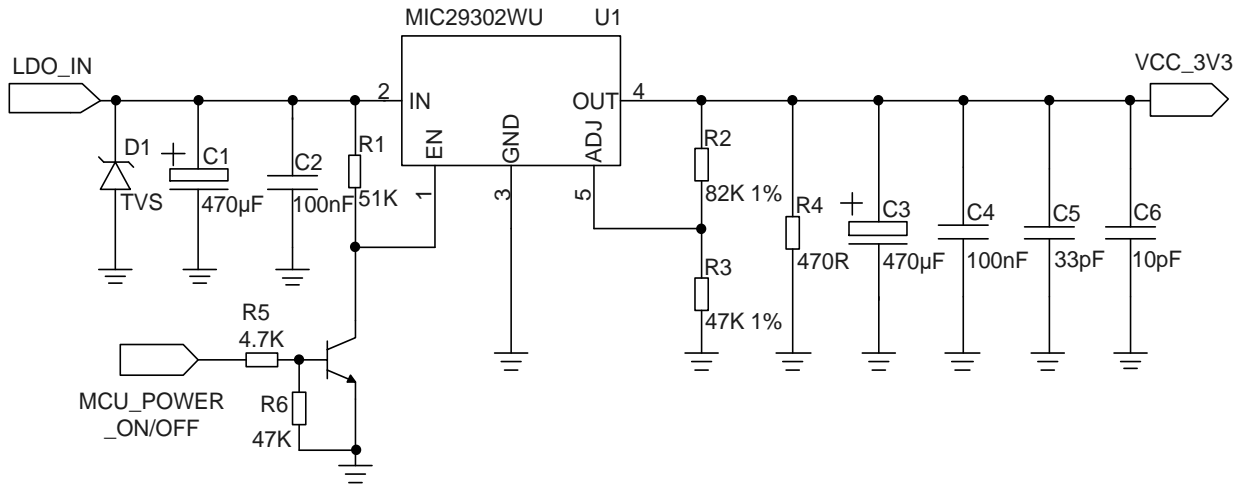 MIC29302WU U1
LDO_IN
VCC_3V3
2 IN
OUT 4
EN
GND
ADJ
1
3
5
D1
TVS
C1
470µF
C2
100nF
R1
51K
R2
82K 1%
R3
47K 1%
R4
470R
C3
470µF
C4
100nF
C5
33pF
C6
10pF
R5
4.7K
MCU_POWER
_ON/OFF
R6
47K